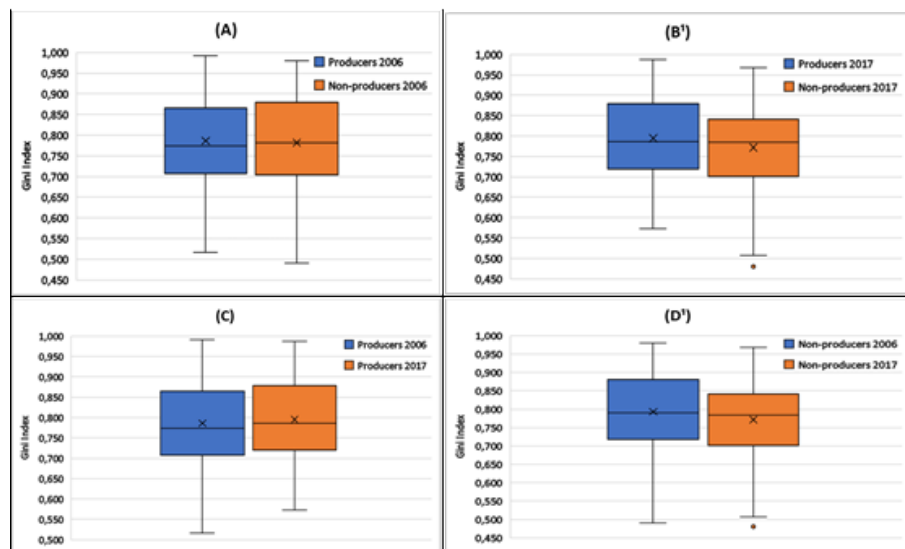 (A)
Producers 2006
Non-producers 2006
Gini Index
1,000
0,950
0,900
0,850
0,800
0,750
0,700
0,650
0,600
0,550
0,500
0,450
(B¹)
Producers 2017
Non-producers 2017
Gini Index
1,000
0,950
0,900
0,850
0,800
0,750
0,700
0,650
0,600
0,550
0,500
0,450
(C)
Producers 2006
Producers 2017
Gini Index
1,000
0,950
0,900
0,850
0,800
0,750
0,700
0,650
0,600
0,550
0,500
(D¹)
Non-producers 2006
Non-producers 2017
Gini Index
1,000
0,950
0,900
0,850
0,800
0,750
0,700
0,650
0,600
0,550
0,500
0,450